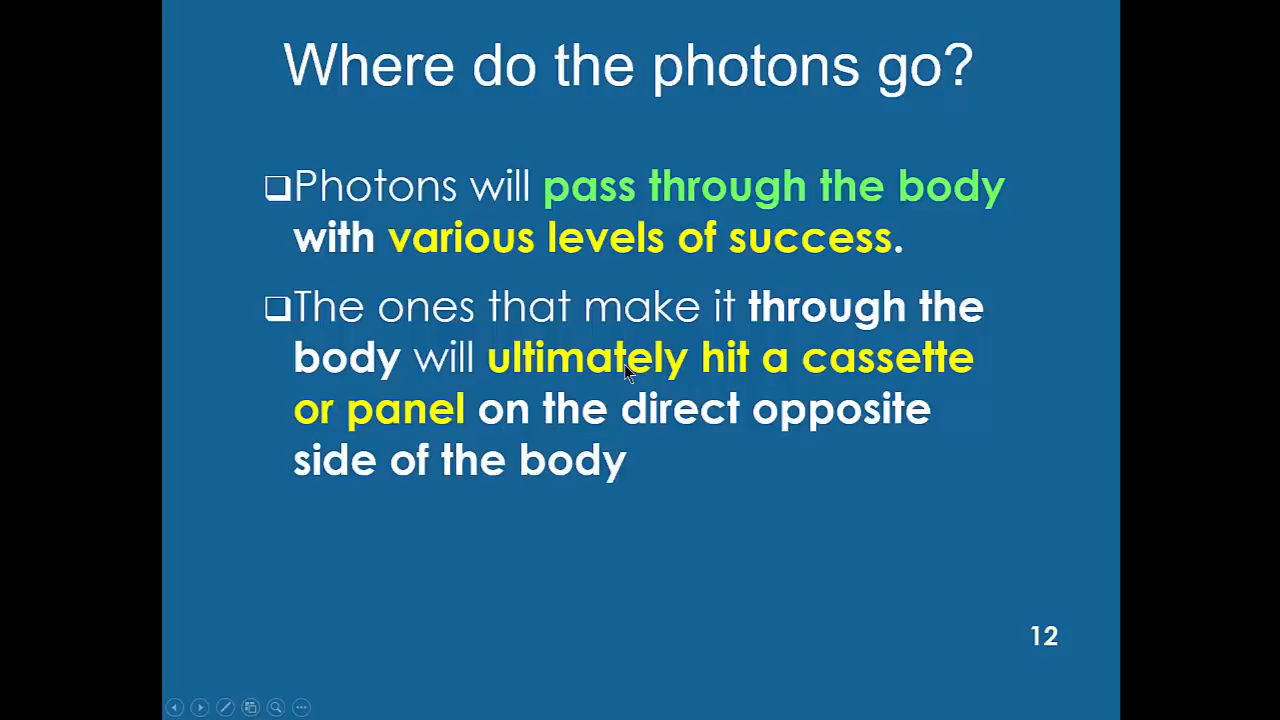 Where do the photons go?
❑Photons will pass through the body
with various levels of success.
❑The ones that make it through the
body will ultimately hit a cassette
or panel on the direct opposite
side of the body
12